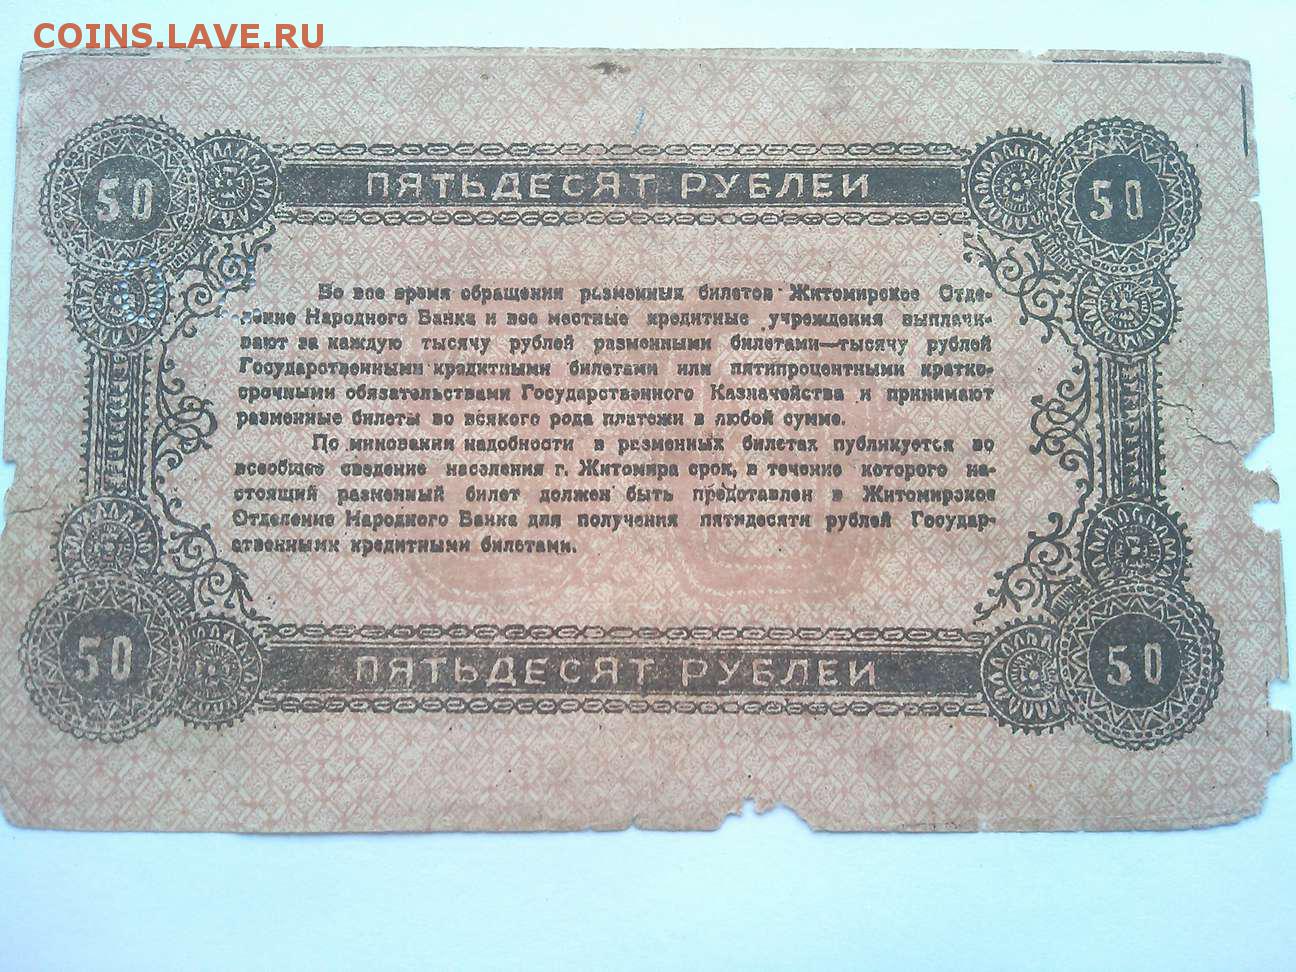 COINS.LAVE.RU
50 ПЯТЬДЕСЯТ РУБЛЕЙ 50
Во все время обращения разменных билетов Житомирское Отде-
ление Народного Банка и все местные кредитные учреждения выплачи-
вают за каждую тысячу рублей разменными билетами—тысячу рублей
Государственными кредитными билетами или пятипроцентными кратко-
срочными обязательствами Государственного Казначейства и принимают
разменные билеты во всякого рода платежи в любой сумме.
По миновании надобности в разменных билетах публикуется во
всеобщее сведение населения г. Житомира срок, в течение которого на-
стоящий разменный билет должен быть представлен в Житомирское
Отделение Народного Банка для получения пятидесяти рублей Государ-
ственными кредитными билетами.
50 ПЯТЬДЕСЯТ РУБЛЕЙ 50